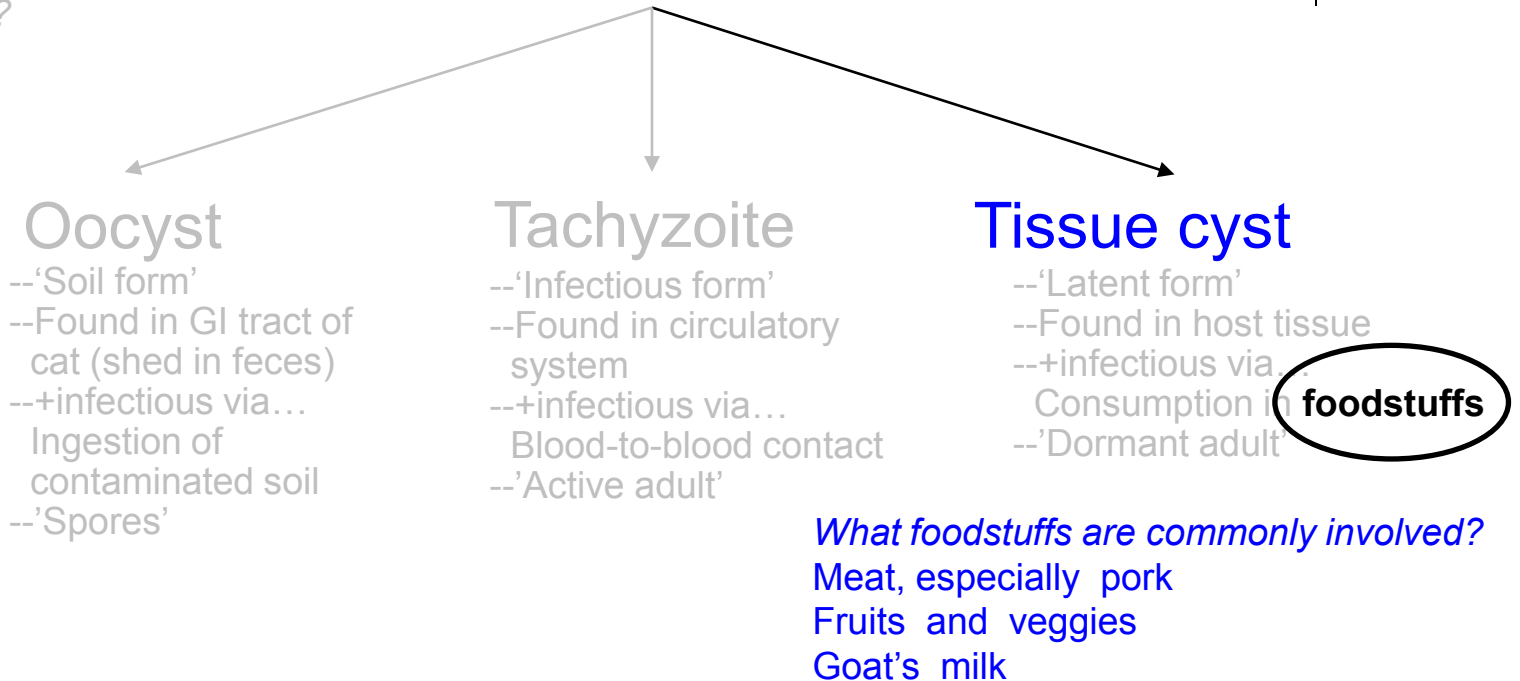 ?
Oocyst
--‘Soil form’
--Found in GI tract of
cat (shed in feces)
--+infectious via…
Ingestion of
contaminated soil
--’Spores’
Tachyzoite
--‘Infectious form’
--Found in circulatory
system
--+infectious via…
Blood-to-blood contact
--’Active adult’
Tissue cyst
--‘Latent form’
--Found in host tissue
--+infectious via…
Consumption in foodstuffs
--’Dormant adult’
What foodstuffs are commonly involved?
Meat, especially pork
Fruits and veggies
Goat’s milk